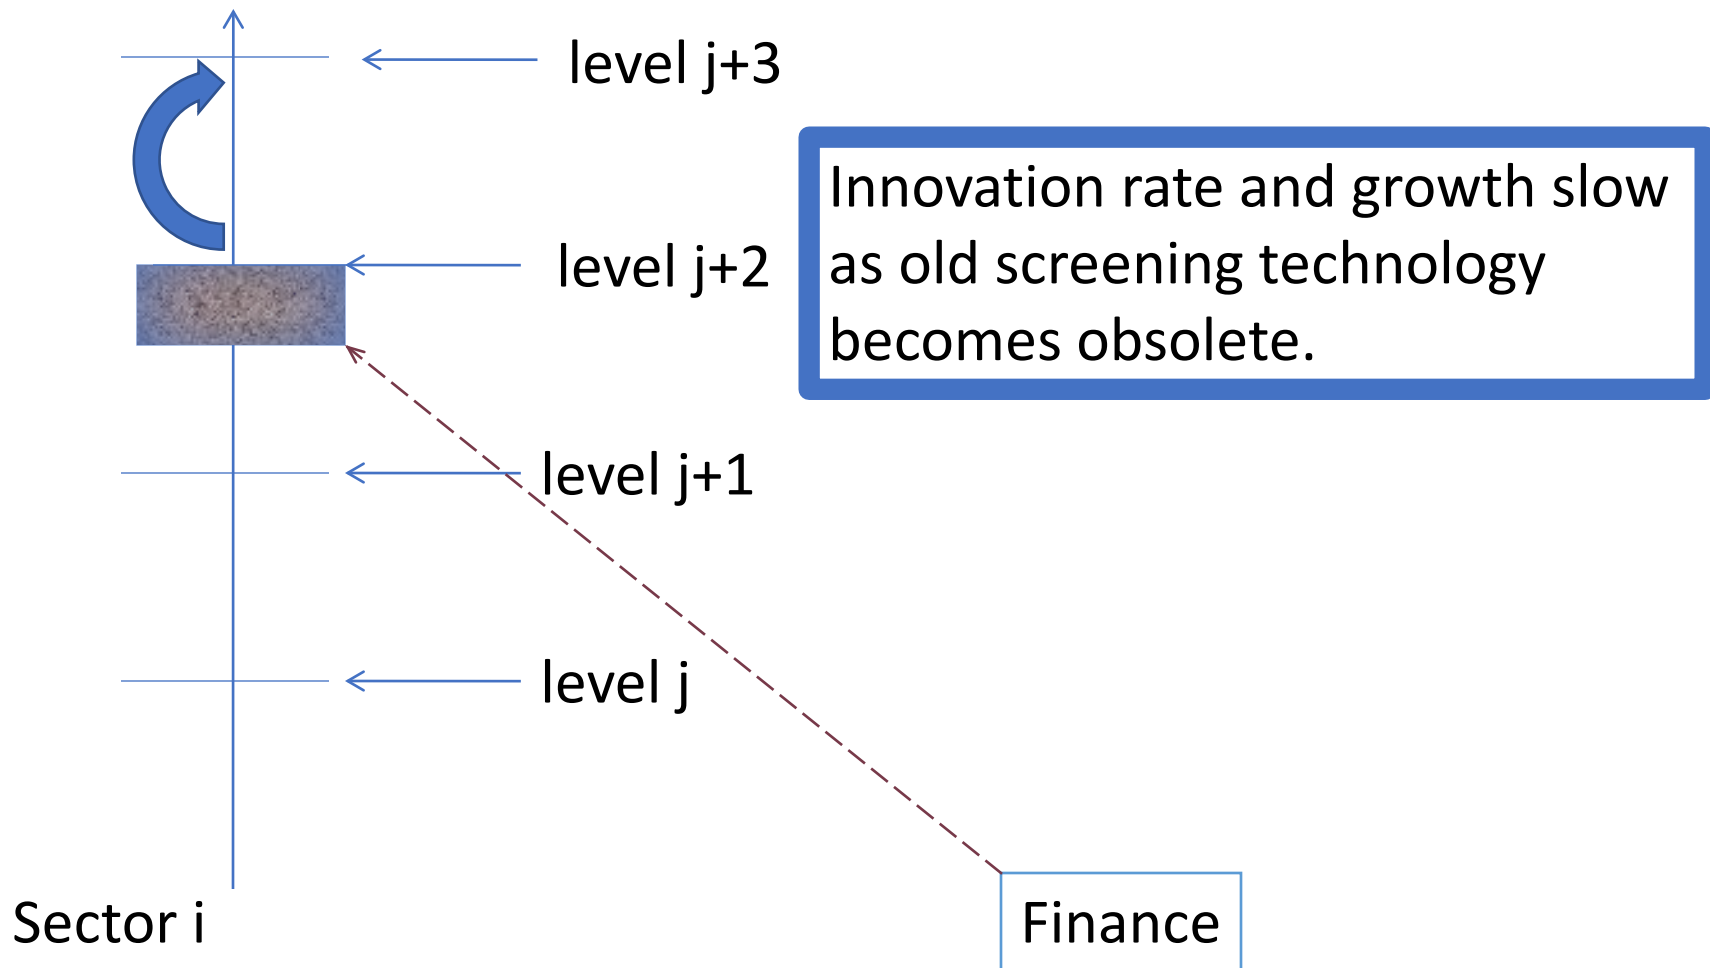 level j+3
Innovation rate and growth slow
as old screening technology
becomes obsolete.
level j+2
level j+1
level j
Sector i
Finance